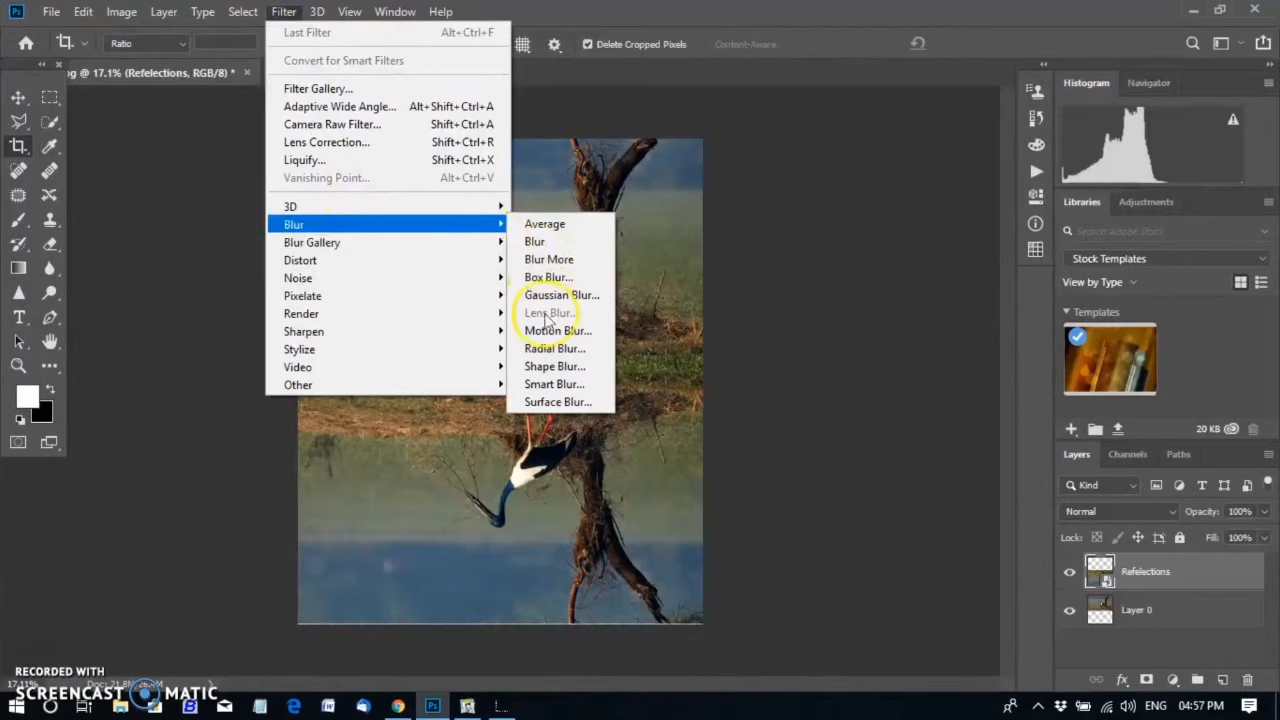 Ps File Edit Image Layer Type Select Filter 3D View Window Help
Ratio
Delete Cropped Pixels Content-Aware
pg @ 17.1% (Refelections, RGB/8) * ×
Last Filter Alt+Ctrl+F
Convert for Smart Filters
Filter Gallery...
Adaptive Wide Angle... Alt+Shift+Ctrl+A
Camera Raw Filter... Shift+Ctrl+A
Lens Correction... Shift+Ctrl+R
Liquify... Shift+Ctrl+X
Vanishing Point... Alt+Ctrl+V
3D
Blur
Blur Gallery
Distort
Noise
Pixelate
Render
Sharpen
Stylize
Video
Other
Average
Blur
Blur More
Box Blur...
Gaussian Blur...
Lens Blur...
Motion Blur...
Radial Blur...
Shape Blur...
Smart Blur...
Surface Blur...
Histogram Navigator
Libraries Adjustments
Search Adobe Stock
Stock Templates
View by Type
Templates
20 KB
Layers Channels Paths
Kind
Normal Opacity: 100%
Lock: Fill: 100%
Refelections
Layer 0
RECORDED WITH
SCREENCAST MATIC
17.11%
ENG 04:57 PM